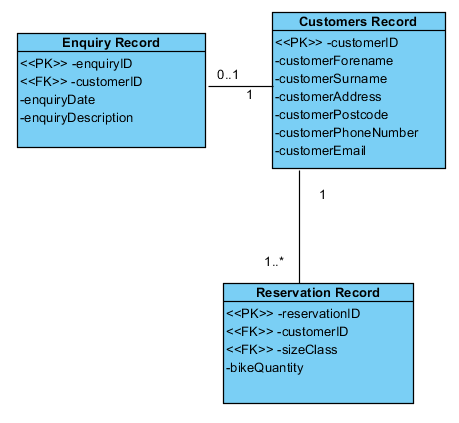 Enquiry Record
<<PK>> -enquiryID
<<FK>> -customerID
-enquiryDate
-enquiryDescription
0..1
1
Customers Record
<<PK>> -customerID
-customerForename
-customerSurname
-customerAddress
-customerPostcode
-customerPhoneNumber
-customerEmail
1
1..*
Reservation Record
<<PK>> -reservationID
<<FK>> -customerID
<<FK>> -sizeClass
-bikeQuantity